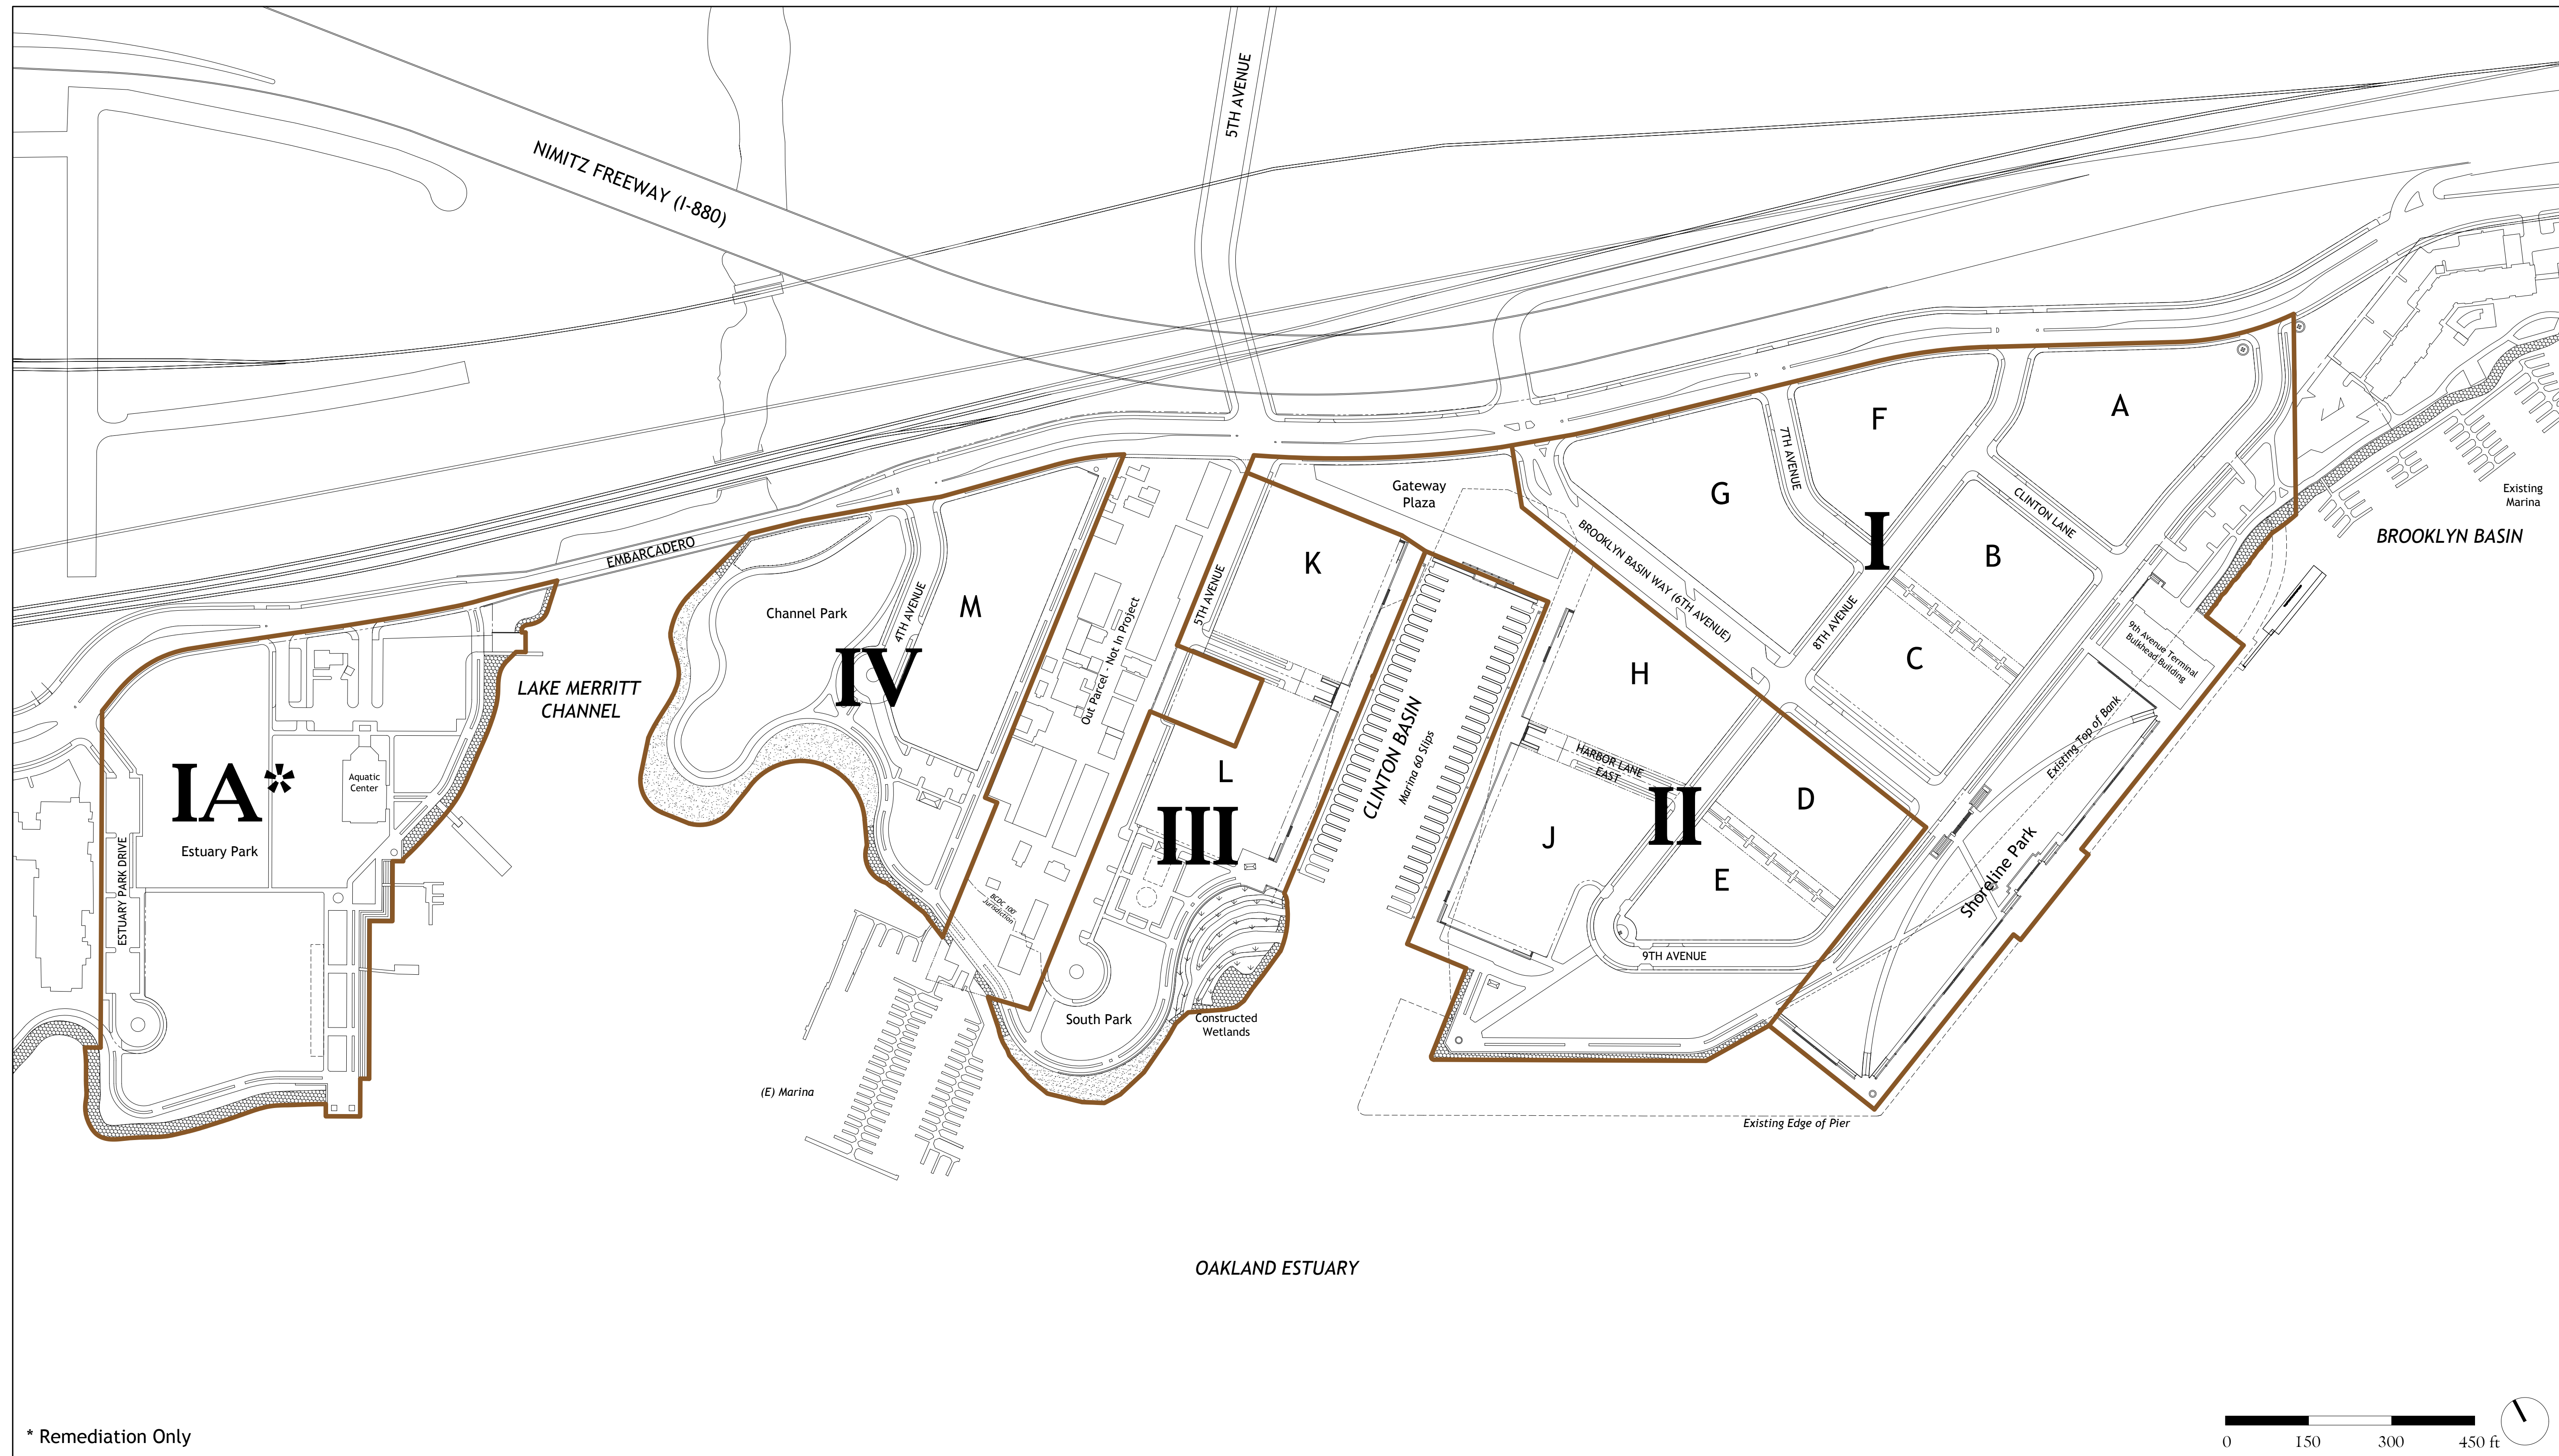 5TH AVENUE
NIMITZ FREEWAY (I-880)
F
A
7TH AVENUE
G
I
CLINTON LANE
B
Existing
Marina
BROOKLYN BASIN
Gateway
Plaza
K
5TH AVENUE
BROOKLYN BASIN WAY (6TH AVENUE)
8TH AVENUE
C
9th Avenue Terminal
Bulkhead Building
EMBARCADERO
Channel Park
4TH AVENUE
M
IV
Out Parcel - Not In Project
LAKE MERRITT
CHANNEL
H
Existing Top of Bank
CLINTON BASIN
Marina 60 Slips
HARBOR LANE
EAST
L
III
II
D
J
E
Shoreline Park
IA*
Aquatic
Center
Estuary Park
ESTUARY PARK DRIVE
BCDC 100'
Jurisdiction
9TH AVENUE
South Park
Constructed
Wetlands
(E) Marina
Existing Edge of Pier
OAKLAND ESTUARY
* Remediation Only
0 150 300 450 ft